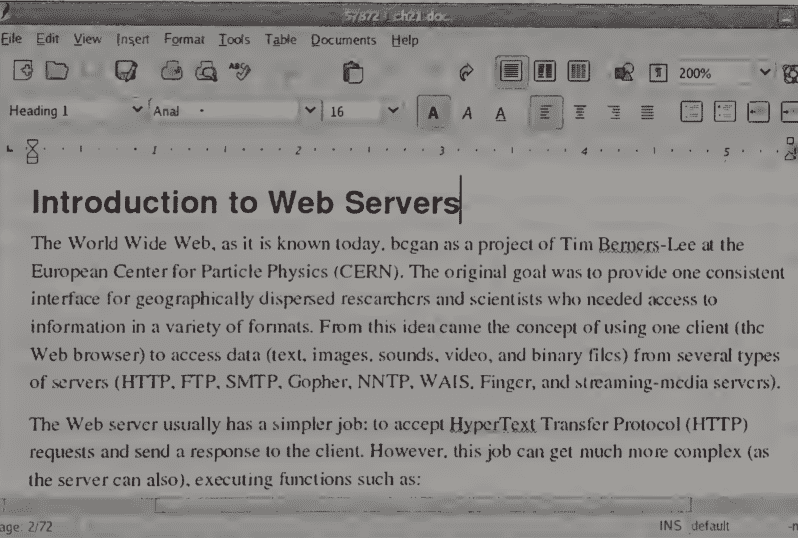 57572 : ch21.doc
File Edit View Insert Format Tools Table Documents Help
200%
Heading 1 Arial 16 A A A
1 2 3 4 5
Introduction to Web Servers
The World Wide Web, as it is known today, began as a project of Tim Berners-Lee at the
European Center for Particle Physics (CERN). The original goal was to provide one consistent
interface for geographically dispersed researchers and scientists who needed access to
information in a variety of formats. From this idea came the concept of using one client (the
Web browser) to access data (text, images, sounds, video, and binary files) from several types
of servers (HTTP, FTP, SMTP, Gopher, NNTP, WAIS, Finger, and streaming-media servers).
The Web server usually has a simpler job: to accept HyperText Transfer Protocol (HTTP)
requests and send a response to the client. However, this job can get much more complex (as
the server can also), executing functions such as:
age: 2/72 INS default